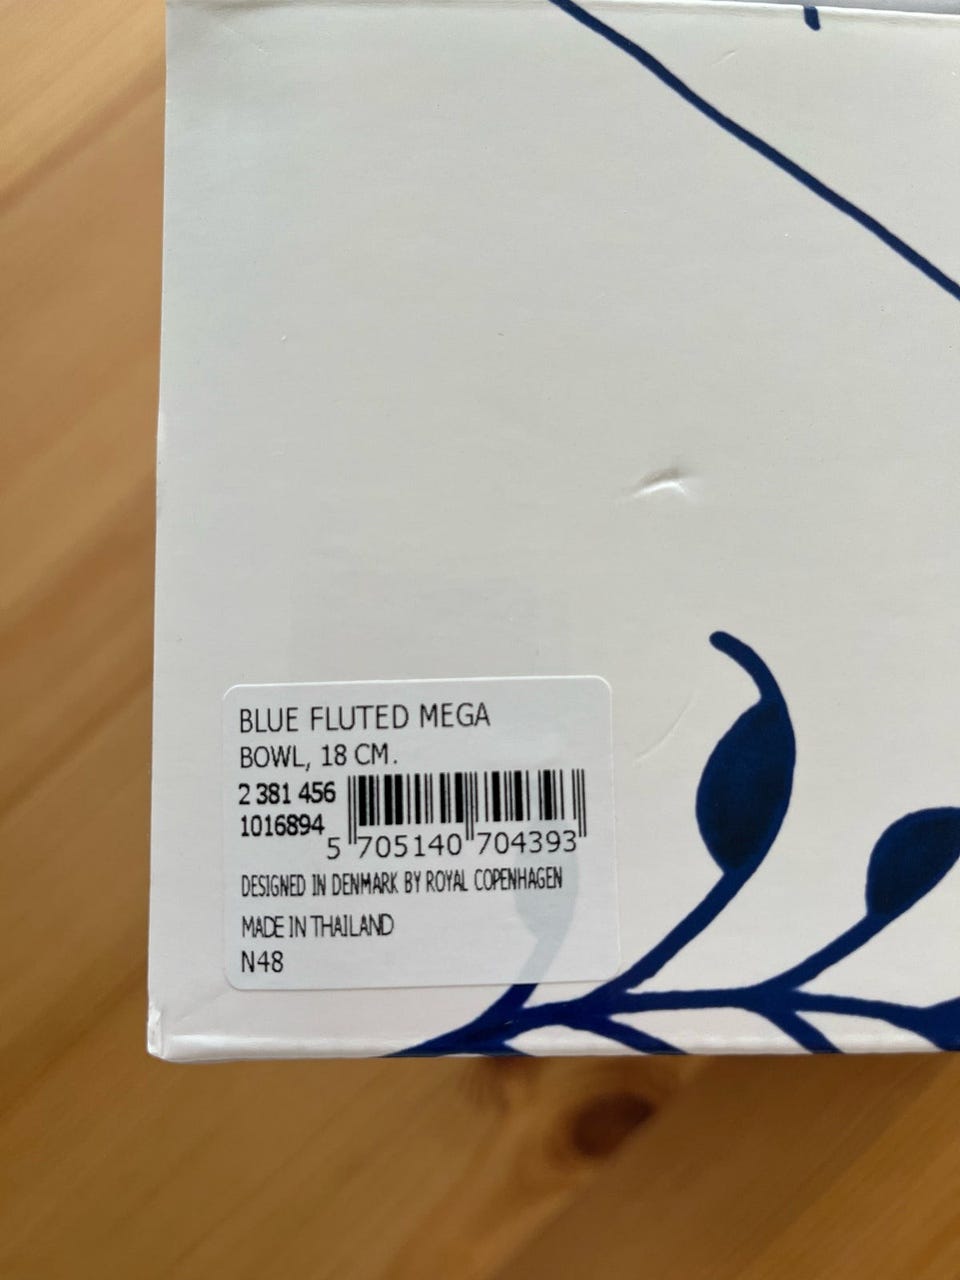 BLUE FLUTED MEGA
BOWL, 18 CM.
2 381 456
1016894
5 705140 704393
DESIGNED IN DENMARK BY ROYAL COPENHAGEN
MADE IN THAILAND
N48